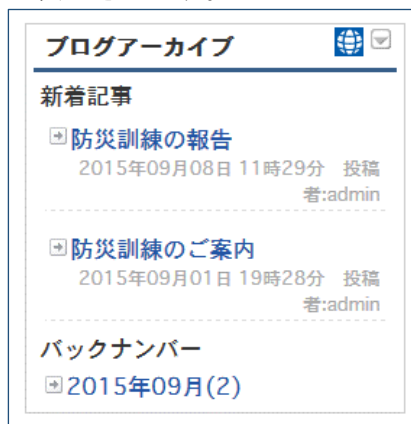 ブログアーカイブ
新着記事
防災訓練の報告
2015年09月08日 11時29分 投稿
者:admin
防災訓練のご案内
2015年09月01日 19時28分 投稿
者:admin
バックナンバー
2015年09月(2)